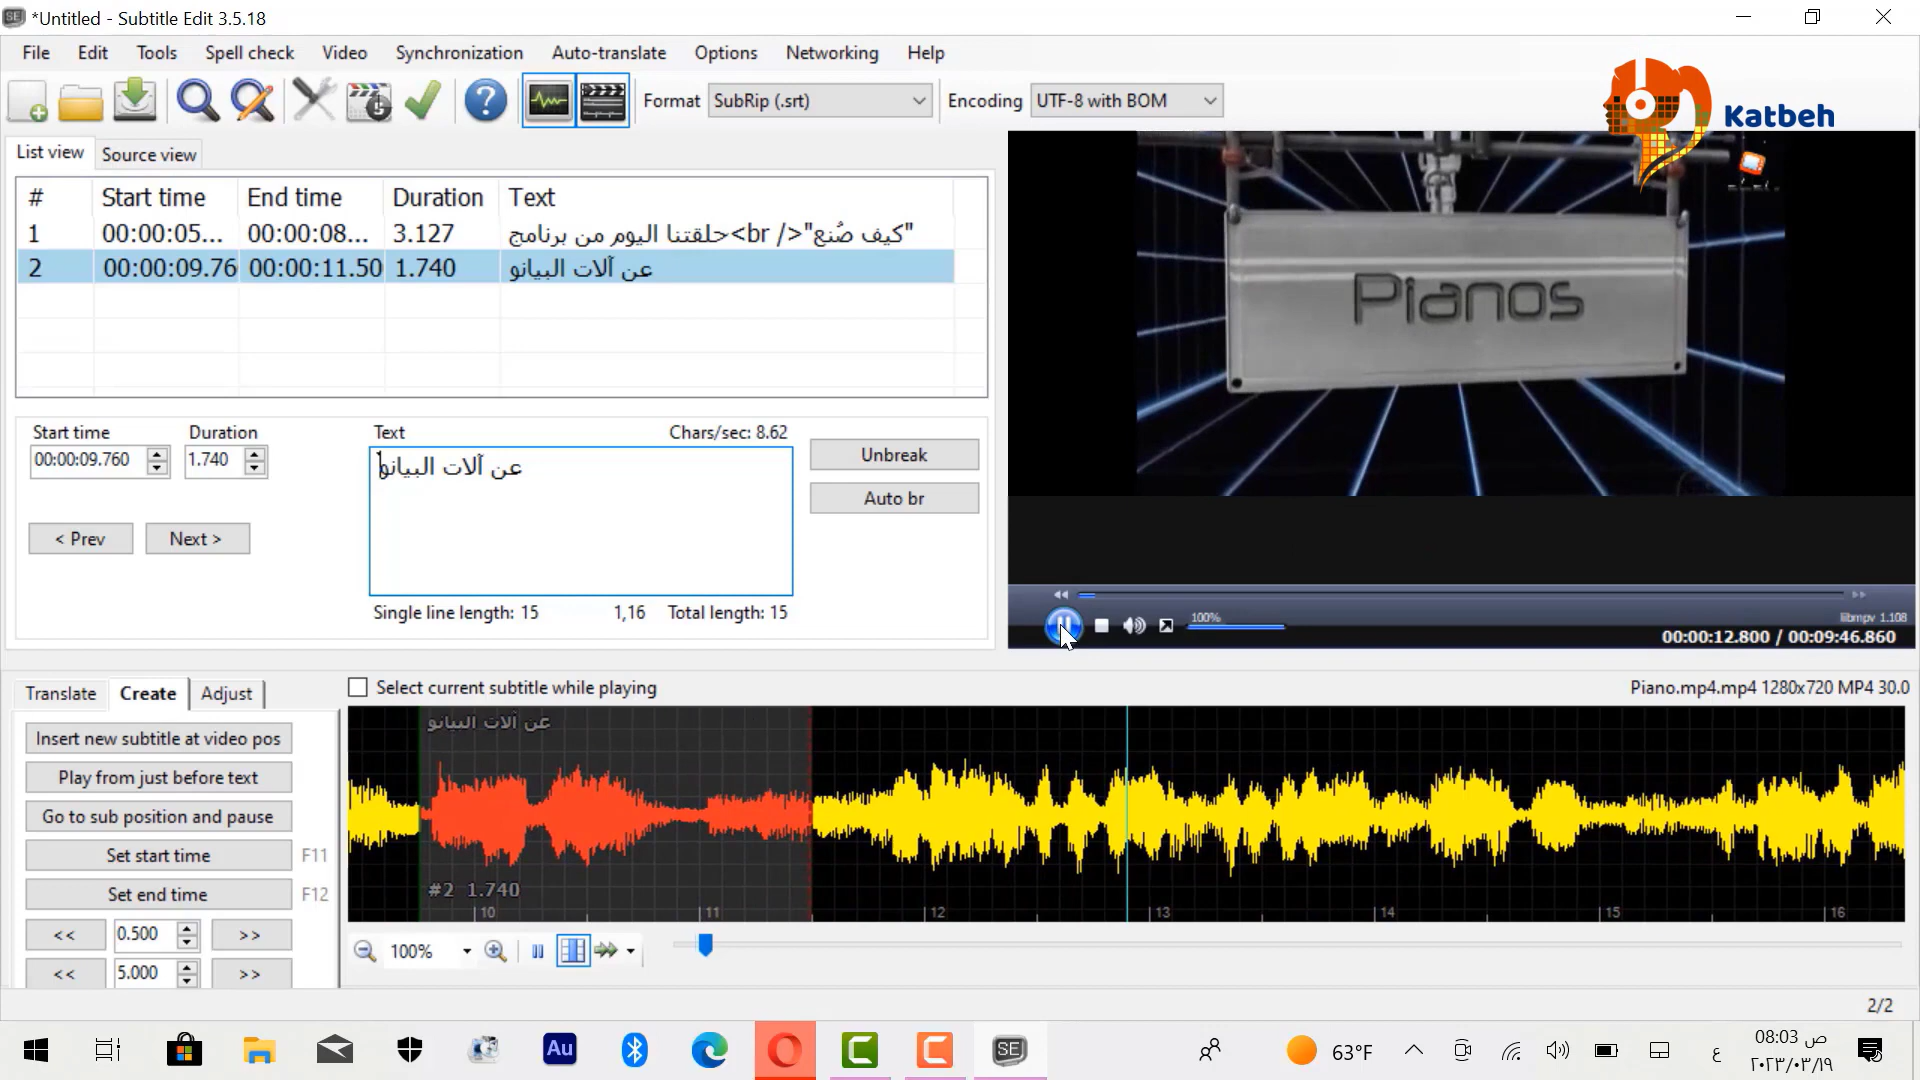 *Untitled - Subtitle Edit 3.5.18
File Edit Tools Spell check Video Synchronization Auto-translate Options Networking Help
Format SubRip (.srt) Encoding UTF-8 with BOM
Katbeh
List view Source view
# Start time End time Duration Text
1 00:00:05... 00:00:08... 3.127 حلقتنا اليوم من برنامج<br />"كيف صُنع"
2 00:00:09.76 00:00:11.50 1.740 عن آلات البيانو
Pianos
Start time Duration Text Chars/sec: 8.62
00:00:09.760 1.740
عن آلات البيانو
Unbreak
Auto br
< Prev Next >
Single line length: 15 1,16 Total length: 15
100%
libmpv 1.108
00:00:12.800 / 00:09:46.860
Translate Create Adjust
Select current subtitle while playing
Piano.mp4.mp4 1280x720 MP4 30.0
Insert new subtitle at video pos
Play from just before text
Go to sub position and pause
Set start time F11
Set end time F12
<< 0.500 >>
<< 5.000 >>
عن آلات البيانو
#2 1.740
10 11 12 13 14 15 16
100%
2/2
Au
SE
63°F
ع
08:03 ص
٢٠٢٣/٠٣/١٩